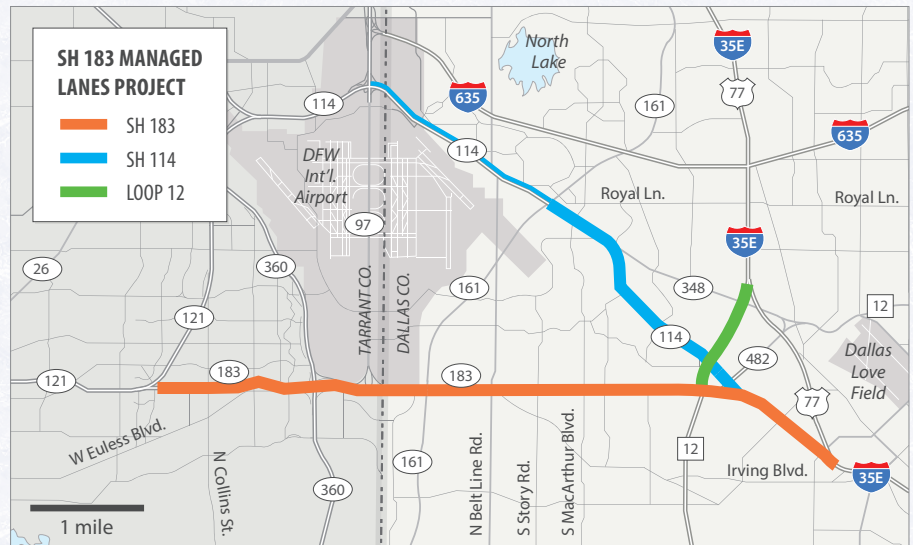 SH 183 MANAGED
LANES PROJECT
SH 183
SH 114
LOOP 12
North
Lake
35E
77
161
635
635
114
114
DFW
Int'l.
Airport
Royal Ln.
Royal Ln.
97
35E
26
360
161
348
12
121
TARRANT CO.
DALLAS CO.
114
482
Dallas
Love
Field
121
183
183
77
W Euless Blvd.
N Collins St.
161
N Belt Line Rd.
S Story Rd.
S MacArthur Blvd.
12
Irving Blvd.
35E
360
1 mile